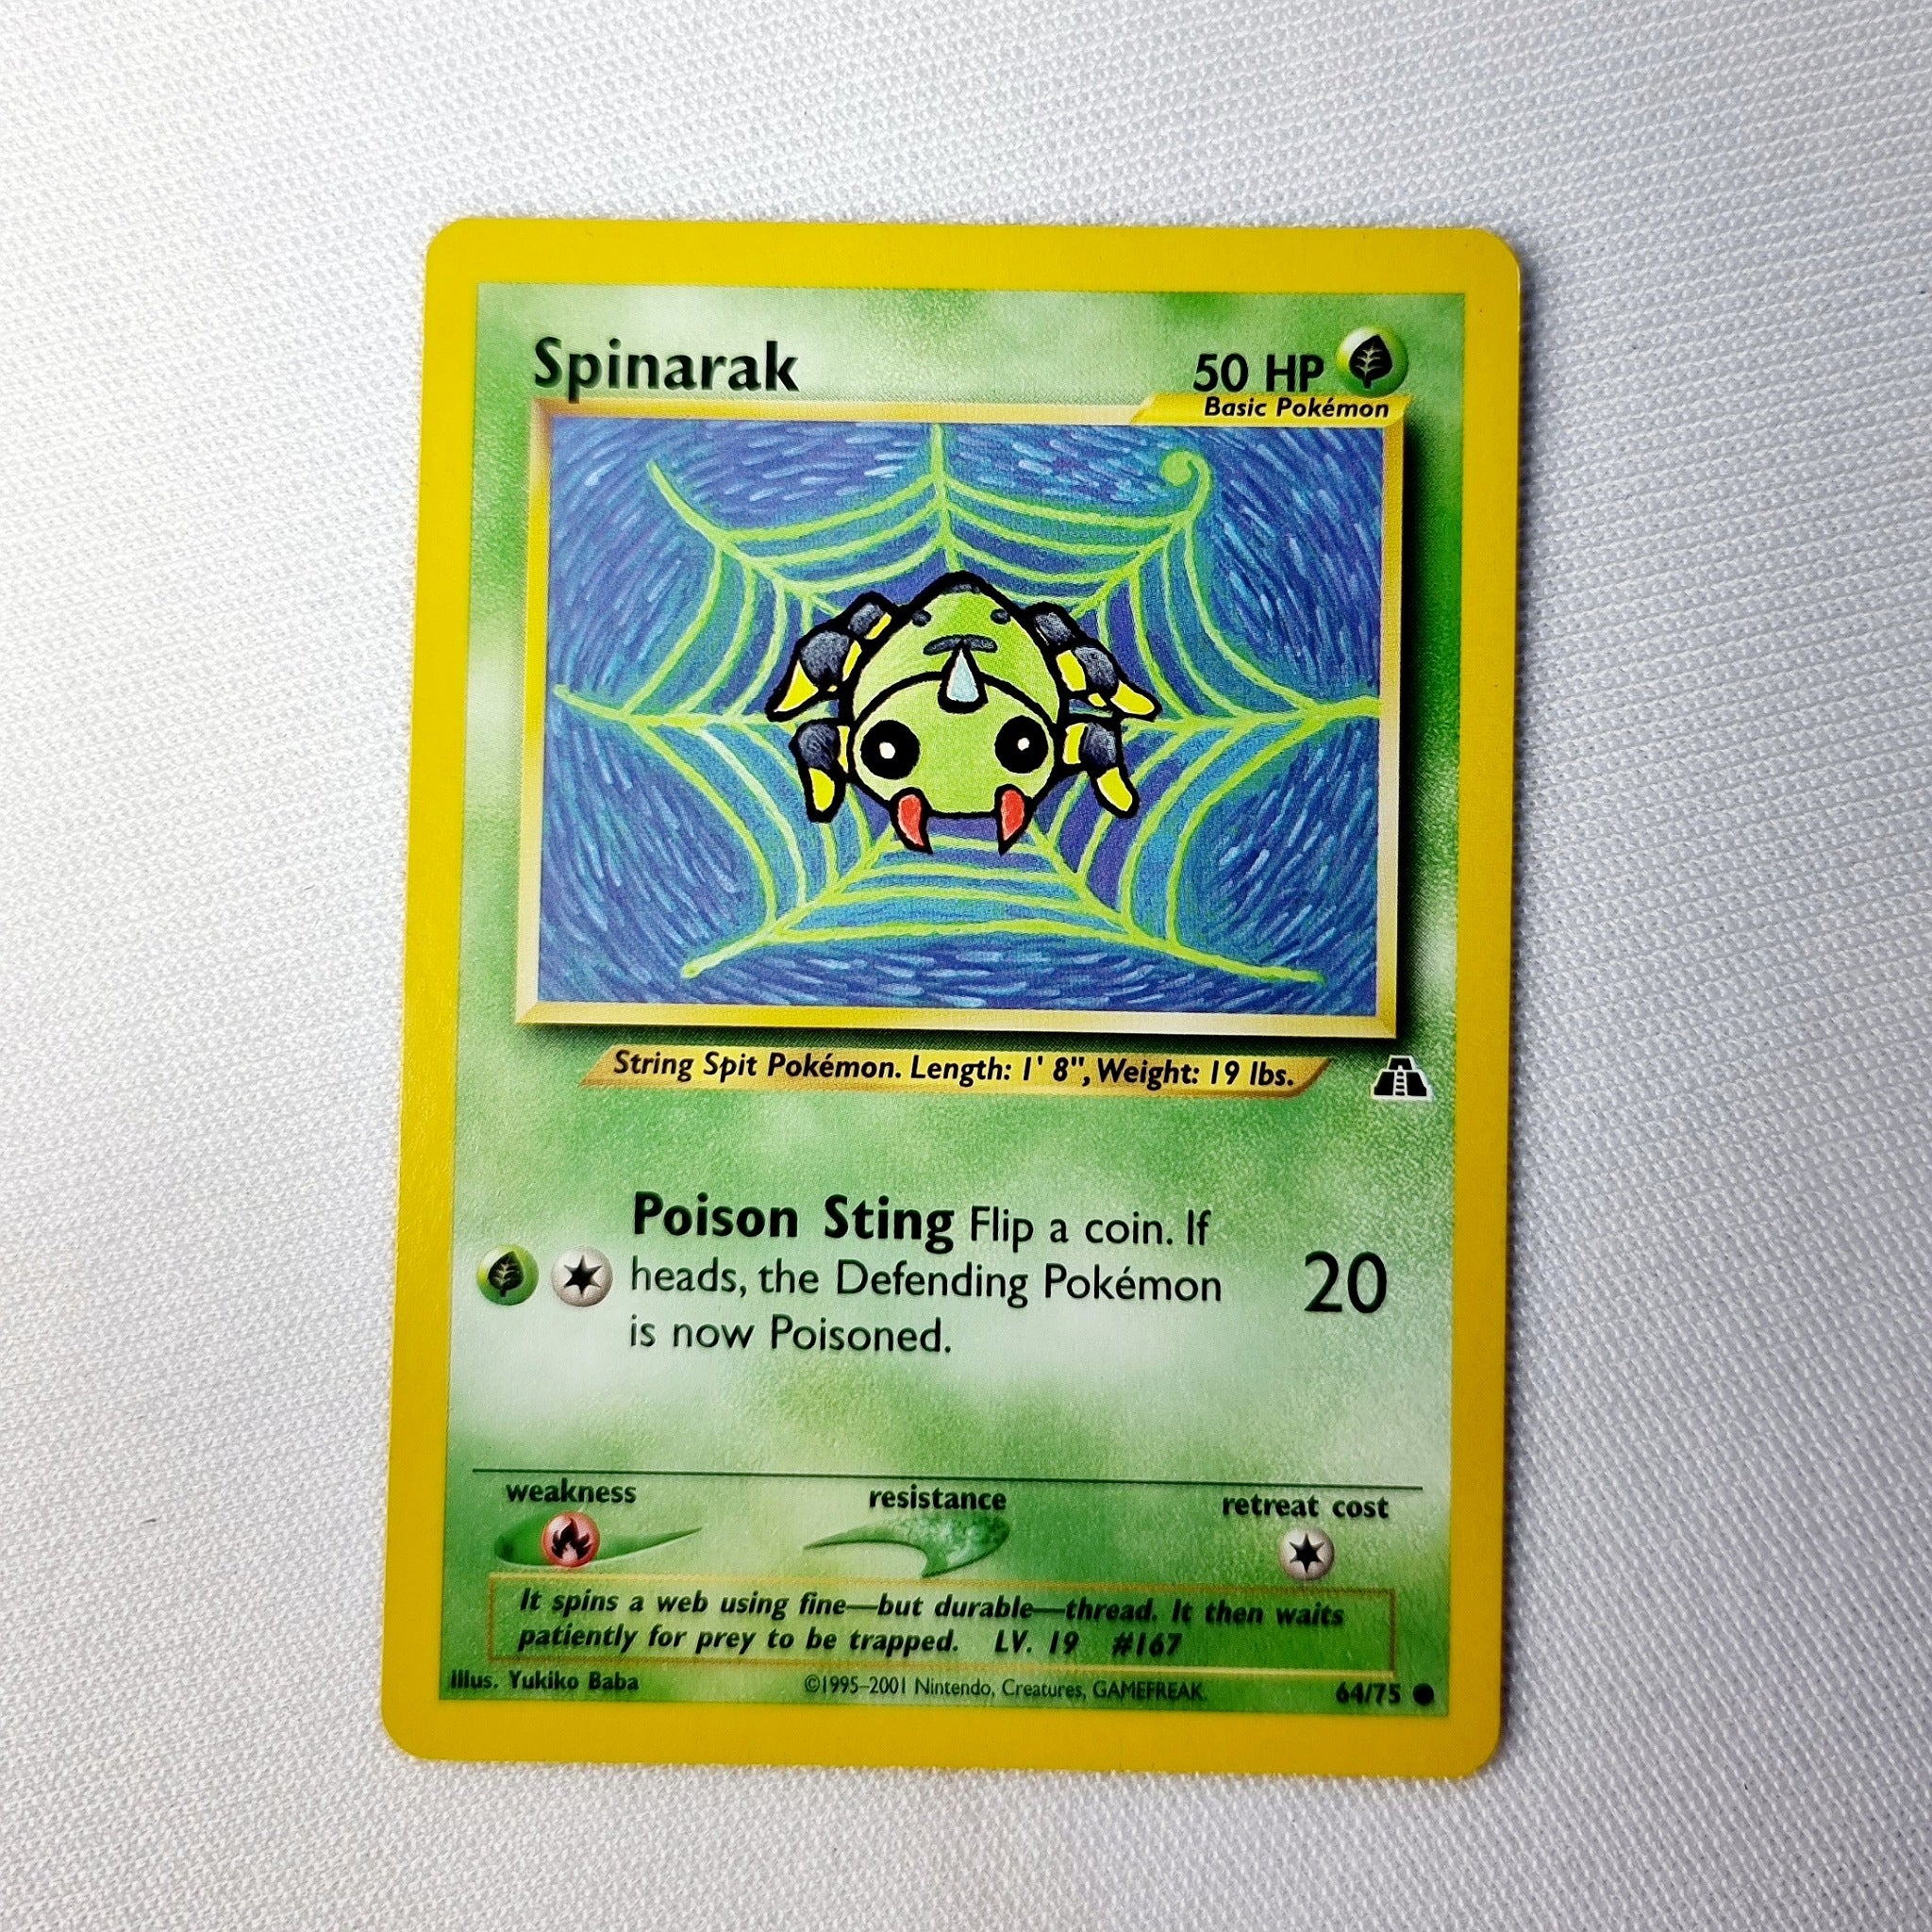 Spinarak
50 HP
Basic Pokémon
String Spit Pokémon. Length: 1' 8", Weight: 19 lbs.
Poison Sting Flip a coin. If
heads, the Defending Pokémon
is now Poisoned.
20
weakness
resistance
retreat cost
It spins a web using fine—but durable—thread. It then waits
patiently for prey to be trapped. LV. 19 #167
Illus. Yukiko Baba
©1995–2001 Nintendo, Creatures, GAMEFREAK.
64/75